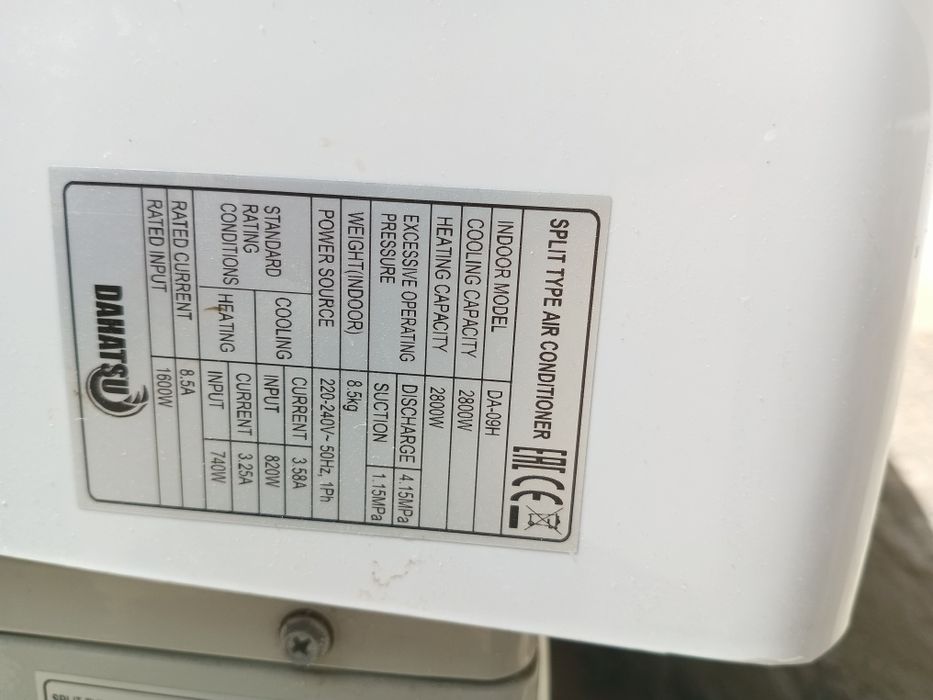 SPLIT TYPE AIR CONDITIONER EAC CE
INDOOR MODEL DA-09H
COOLING CAPACITY 2800W
HEATING CAPACITY 2800W
EXCESSIVE OPERATING PRESSURE DISCHARGE 4.15MPa
SUCTION 1.15MPa
WEIGHT(INDOOR) 8.5kg
POWER SOURCE 220-240V~ 50Hz, 1Ph
STANDARD RATING CONDITIONS COOLING CURRENT 3.58A
INPUT 820W
HEATING CURRENT 3.25A
INPUT 740W
RATED CURRENT 8.5A
RATED INPUT 1600W
DAHATSU